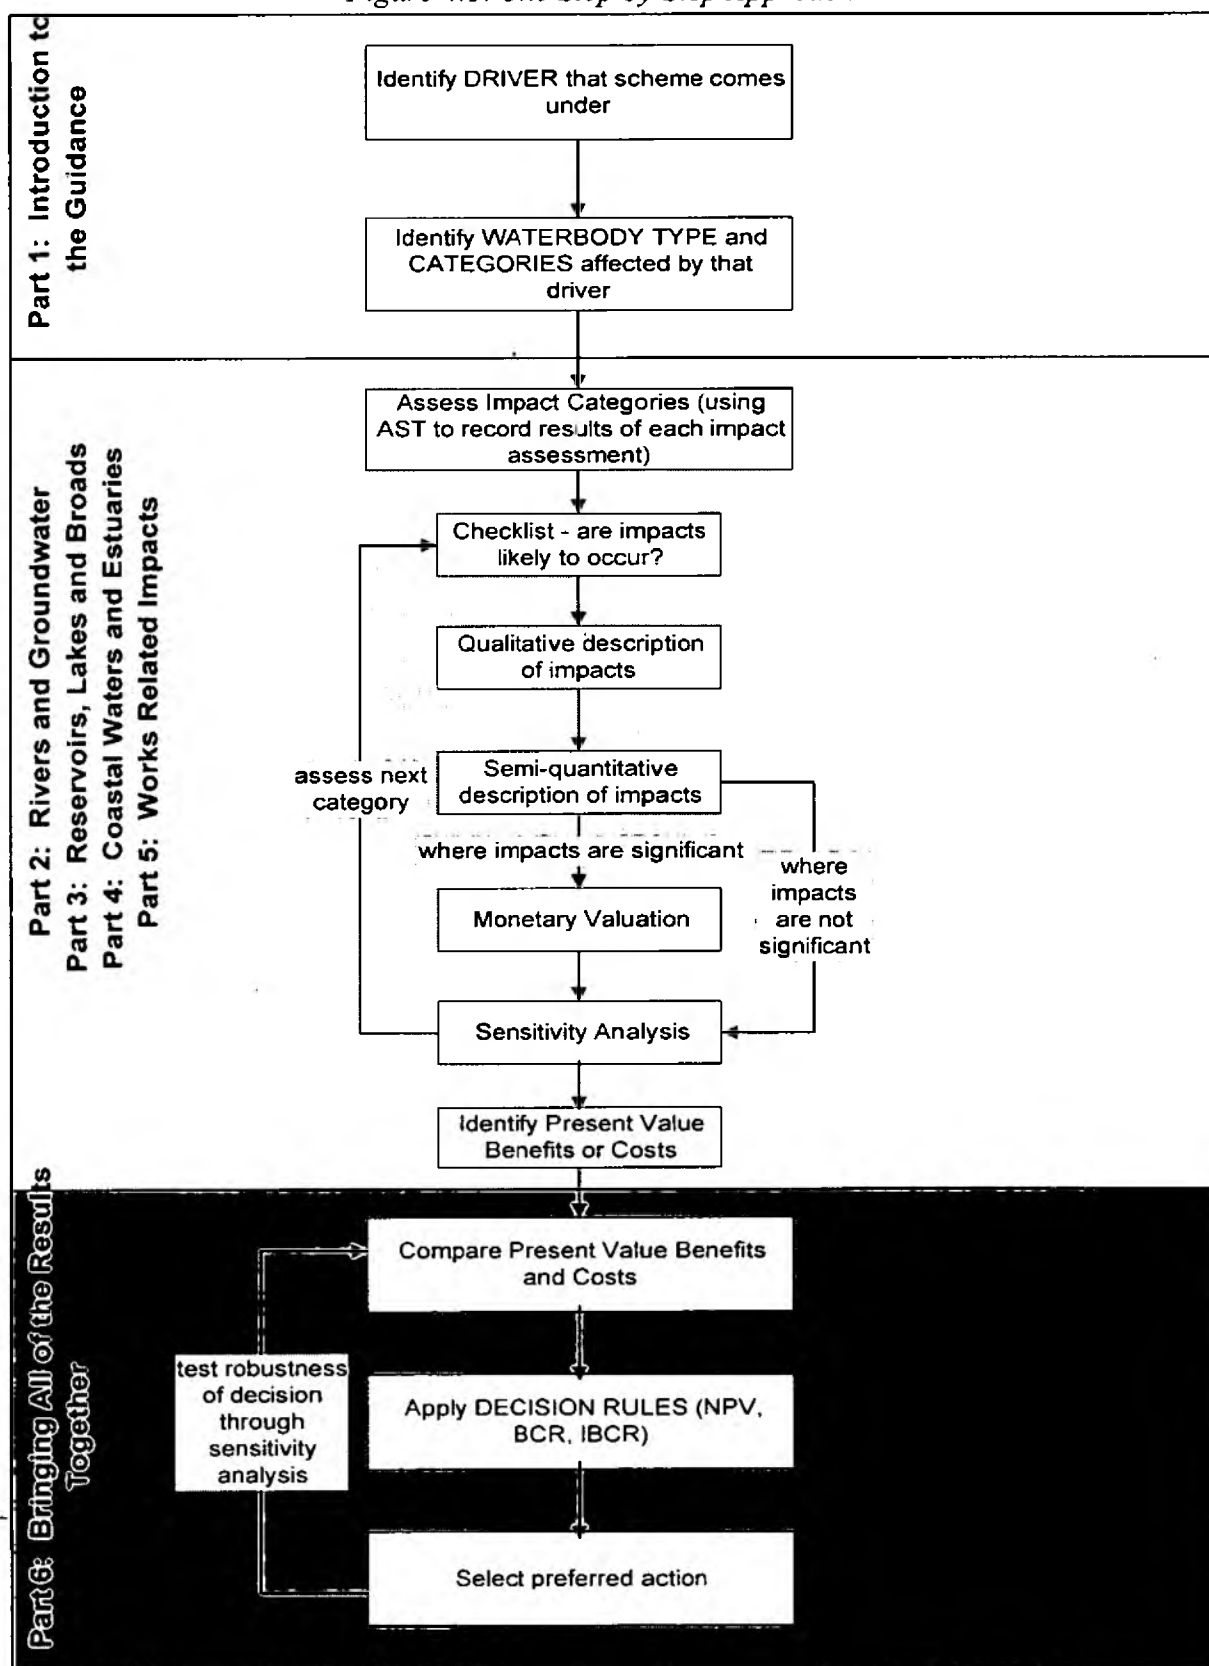 Part 1: Introduction to
the Guidance
Identify DRIVER that scheme comes
under
Identify WATERBODY TYPE and
CATEGORIES affected by that
driver
Part 2: Rivers and Groundwater
Part 3: Reservoirs, Lakes and Broads
Part 4: Coastal Waters and Estuaries
Part 5: Works Related Impacts
Assess Impact Categories (using
AST to record results of each impact
assessment)
Checklist - are impacts
likely to occur?
Qualitative description
of impacts
assess next
category
Semi-quantitative
description of impacts
where impacts are significant
where
impacts
are not
significant
Monetary Valuation
Sensitivity Analysis
Identify Present Value
Benefits or Costs
Part 6: Bringing All of the Results
Together
Compare Present Value Benefits
and Costs
test robustness
of decision
through
sensitivity
analysis
Apply DECISION RULES (NPV,
BCR, IBCR)
Select preferred action